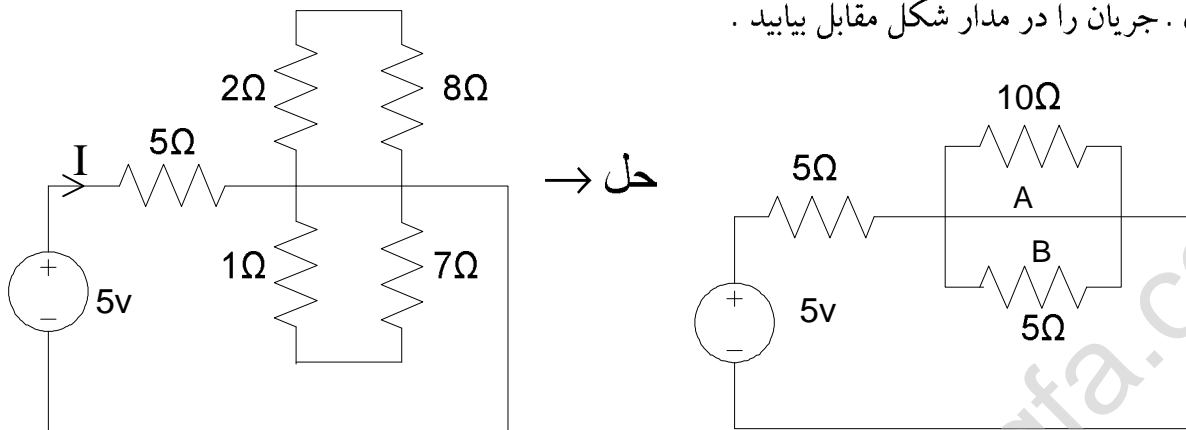 . جریان را در مدار شکل مقابل بیابید .
2Ω
8Ω
5Ω
I
1Ω
7Ω
+
5v
−
حل →
10Ω
5Ω
A
B
5Ω
+
5v
−